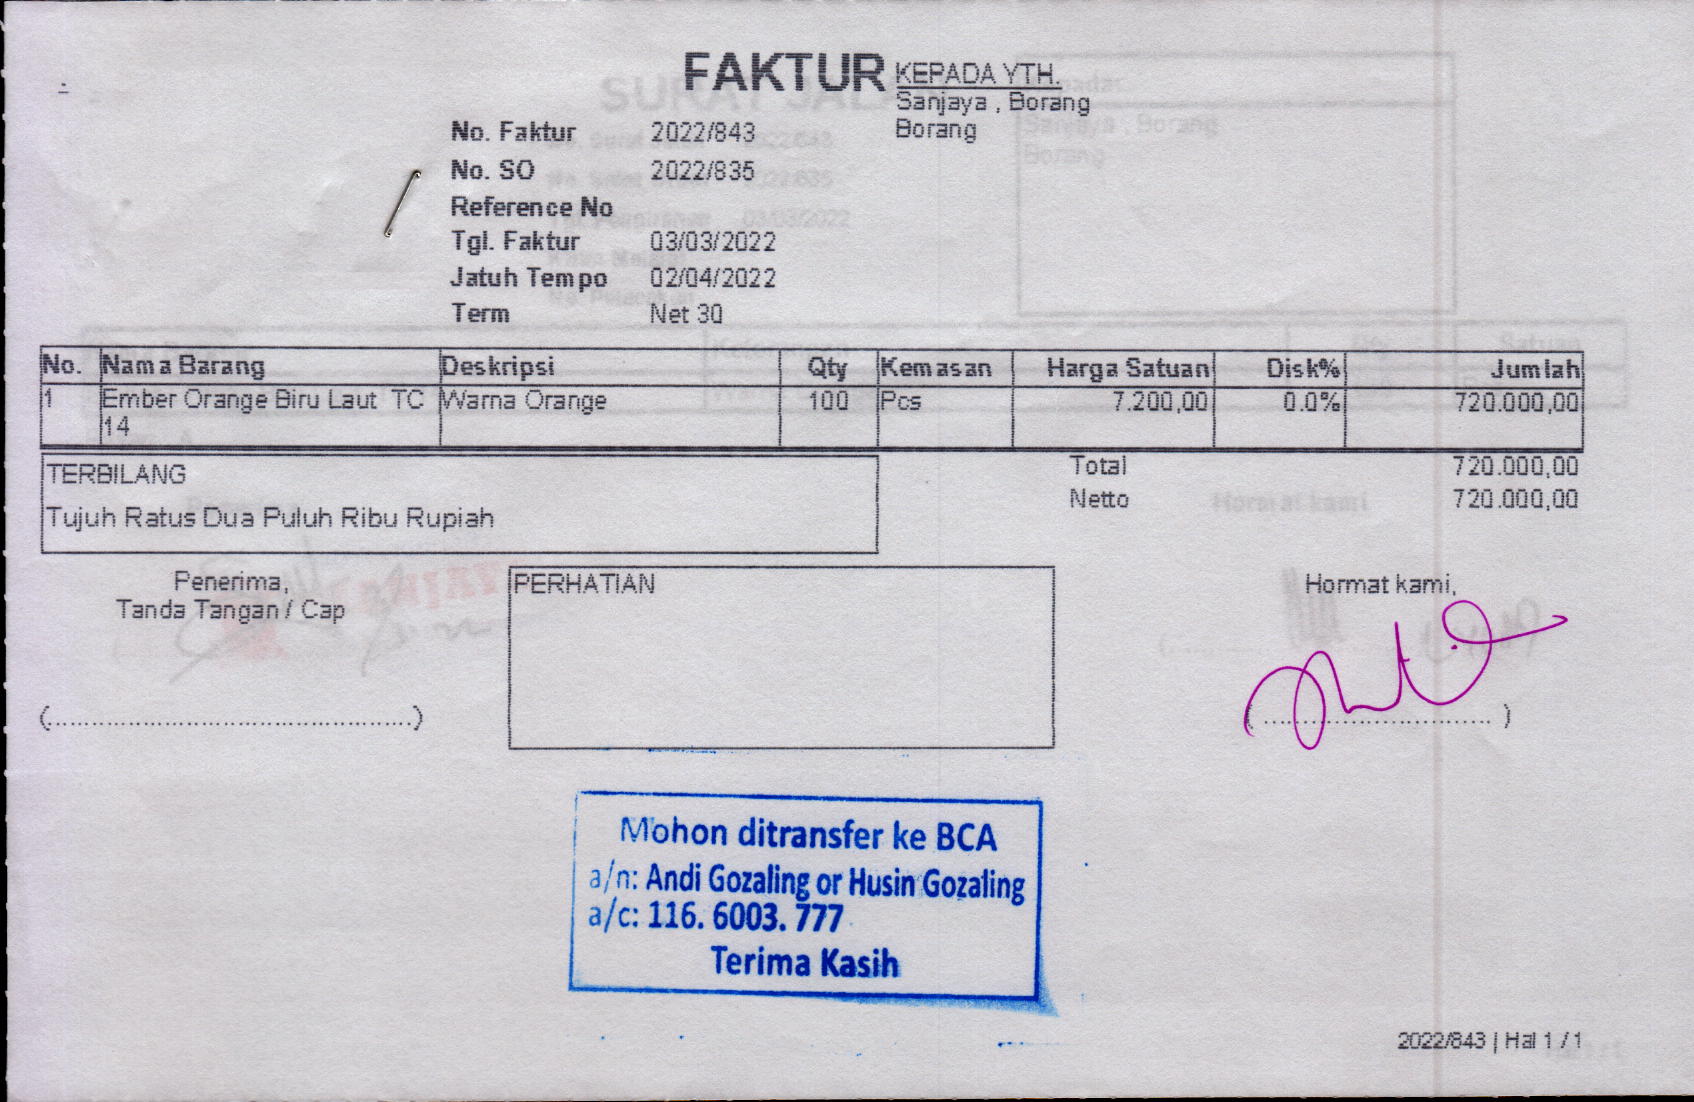 FAKTUR
KEPADA YTH.
Sanjaya , Borang
Borang
No. Faktur 2022/843
No. SO 2022/835
Reference No
Tgl. Faktur 03/03/2022
Jatuh Tempo 02/04/2022
Term Net 30
No. Nama Barang Deskripsi Qty Kemasan Harga Satuan Disk% Jumlah
1 Ember Orange Biru Laut TC Warna Orange 100 Pcs 7.200,00 0.0% 720.000,00
14
TERBILANG
Tujuh Ratus Dua Puluh Ribu Rupiah
Total 720.000,00
Netto 720.000,00
Penerima,
Tanda Tangan / Cap
(............................................)
PERHATIAN
Hormat kami,
( ............................ )
Mohon ditransfer ke BCA
a/n: Andi Gozaling or Husin Gozaling
a/c: 116. 6003. 777
Terima Kasih
2022/843 | Hal 1 / 1